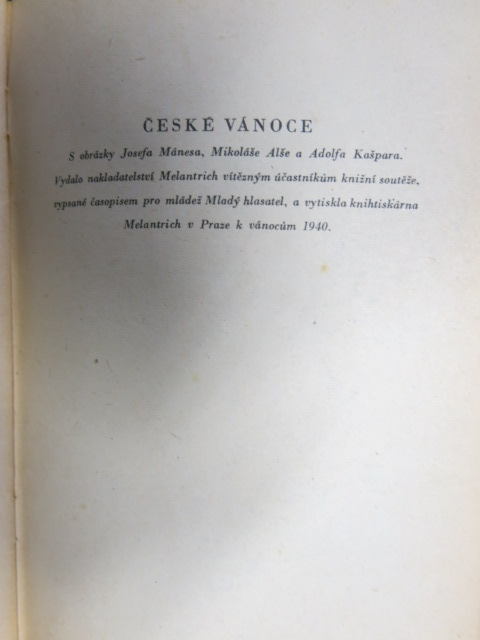 ČESKÉ VÁNOCE
S obrázky Josefa Mánesa, Mikoláše Alše a Adolfa Kašpara.
Vydalo nakladatelství Melantrich vítězným účastníkům knižní soutěže,
vypsané časopisem pro mládež Mladý hlasatel, a vytiskla knihtiskárna
Melantrich v Praze k vánocům 1940.